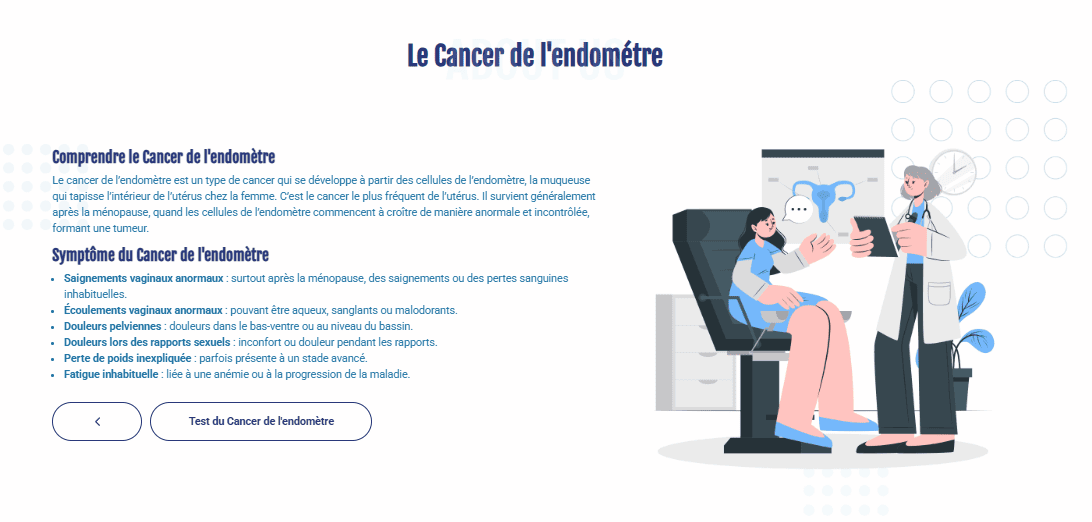 Le Cancer de l'endométre
Comprendre le Cancer de l'endomètre
Le cancer de l'endomètre est un type de cancer qui se développe à partir des cellules de l'endomètre, la muqueuse
qui tapisse l'intérieur de l'utérus chez la femme. C'est le cancer le plus fréquent de l'utérus. Il survient généralement
après la ménopause, quand les cellules de l'endomètre commencent à croître de manière anormale et incontrôlée,
formant une tumeur.
Symptôme du Cancer de l'endomètre
• Saignements vaginaux anormaux : surtout après la ménopause, des saignements ou des pertes sanguines
inhabituelles.
• Écoulements vaginaux anormaux : pouvant être aqueux, sanglants ou malodorants.
• Douleurs pelviennes : douleurs dans le bas-ventre ou au niveau du bassin.
• Douleurs lors des rapports sexuels : inconfort ou douleur pendant les rapports.
• Perte de poids inexpliquée : parfois présente à un stade avancé.
• Fatigue inhabituelle : liée à une anémie ou à la progression de la maladie.
Test du Cancer de l'endomètre